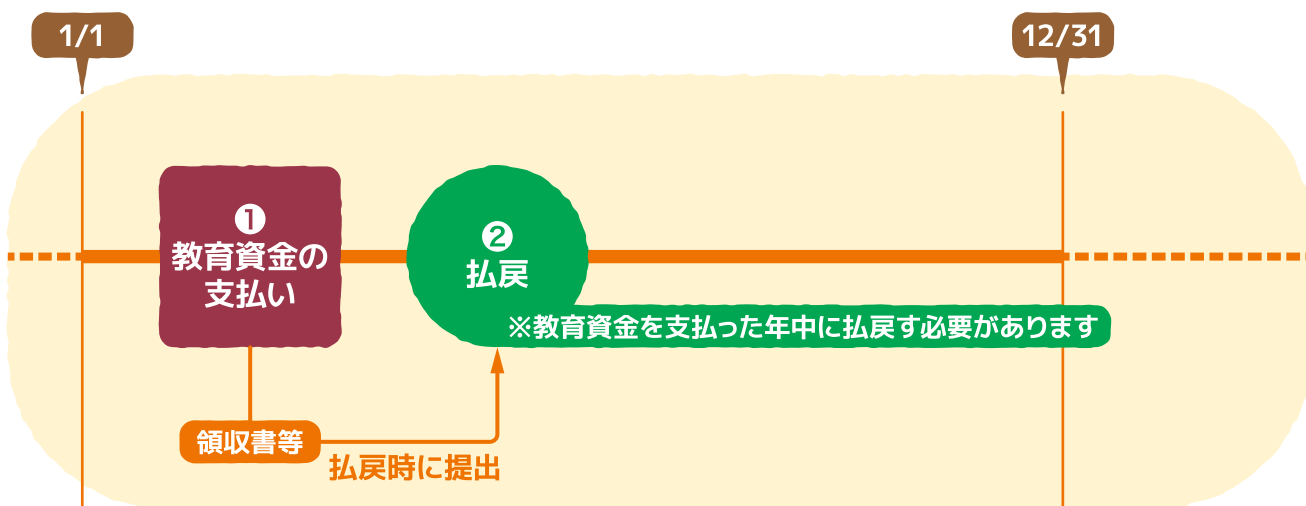 1/1
12/31
❶
教育資金の
支払い
❷
払戻
※教育資金を支払った年中に払戻す必要があります
領収書等
払戻時に提出